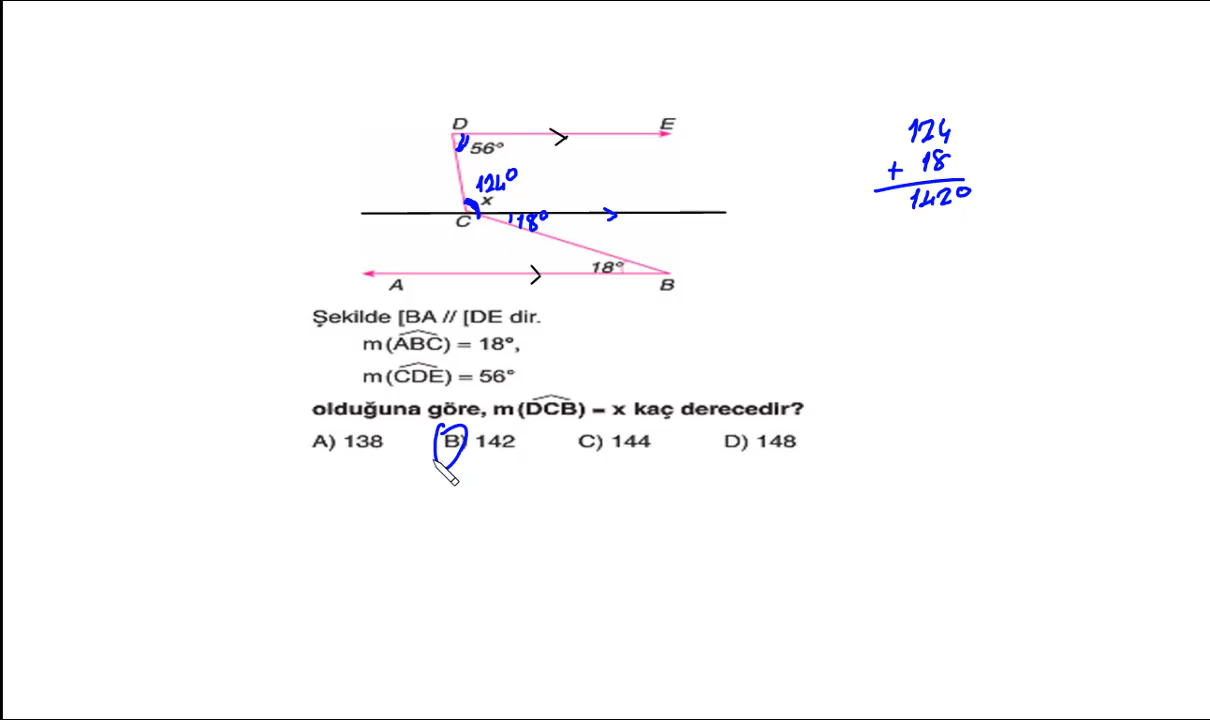 D E
56°
124°
x
C 18°
18°
A B
124
+ 18
142°
Şekilde [BA // [DE dir.
m(ABC) = 18°,
m(CDE) = 56°
olduğuna göre, m(DCB) = x kaç derecedir?
A) 138 B) 142 C) 144 D) 148